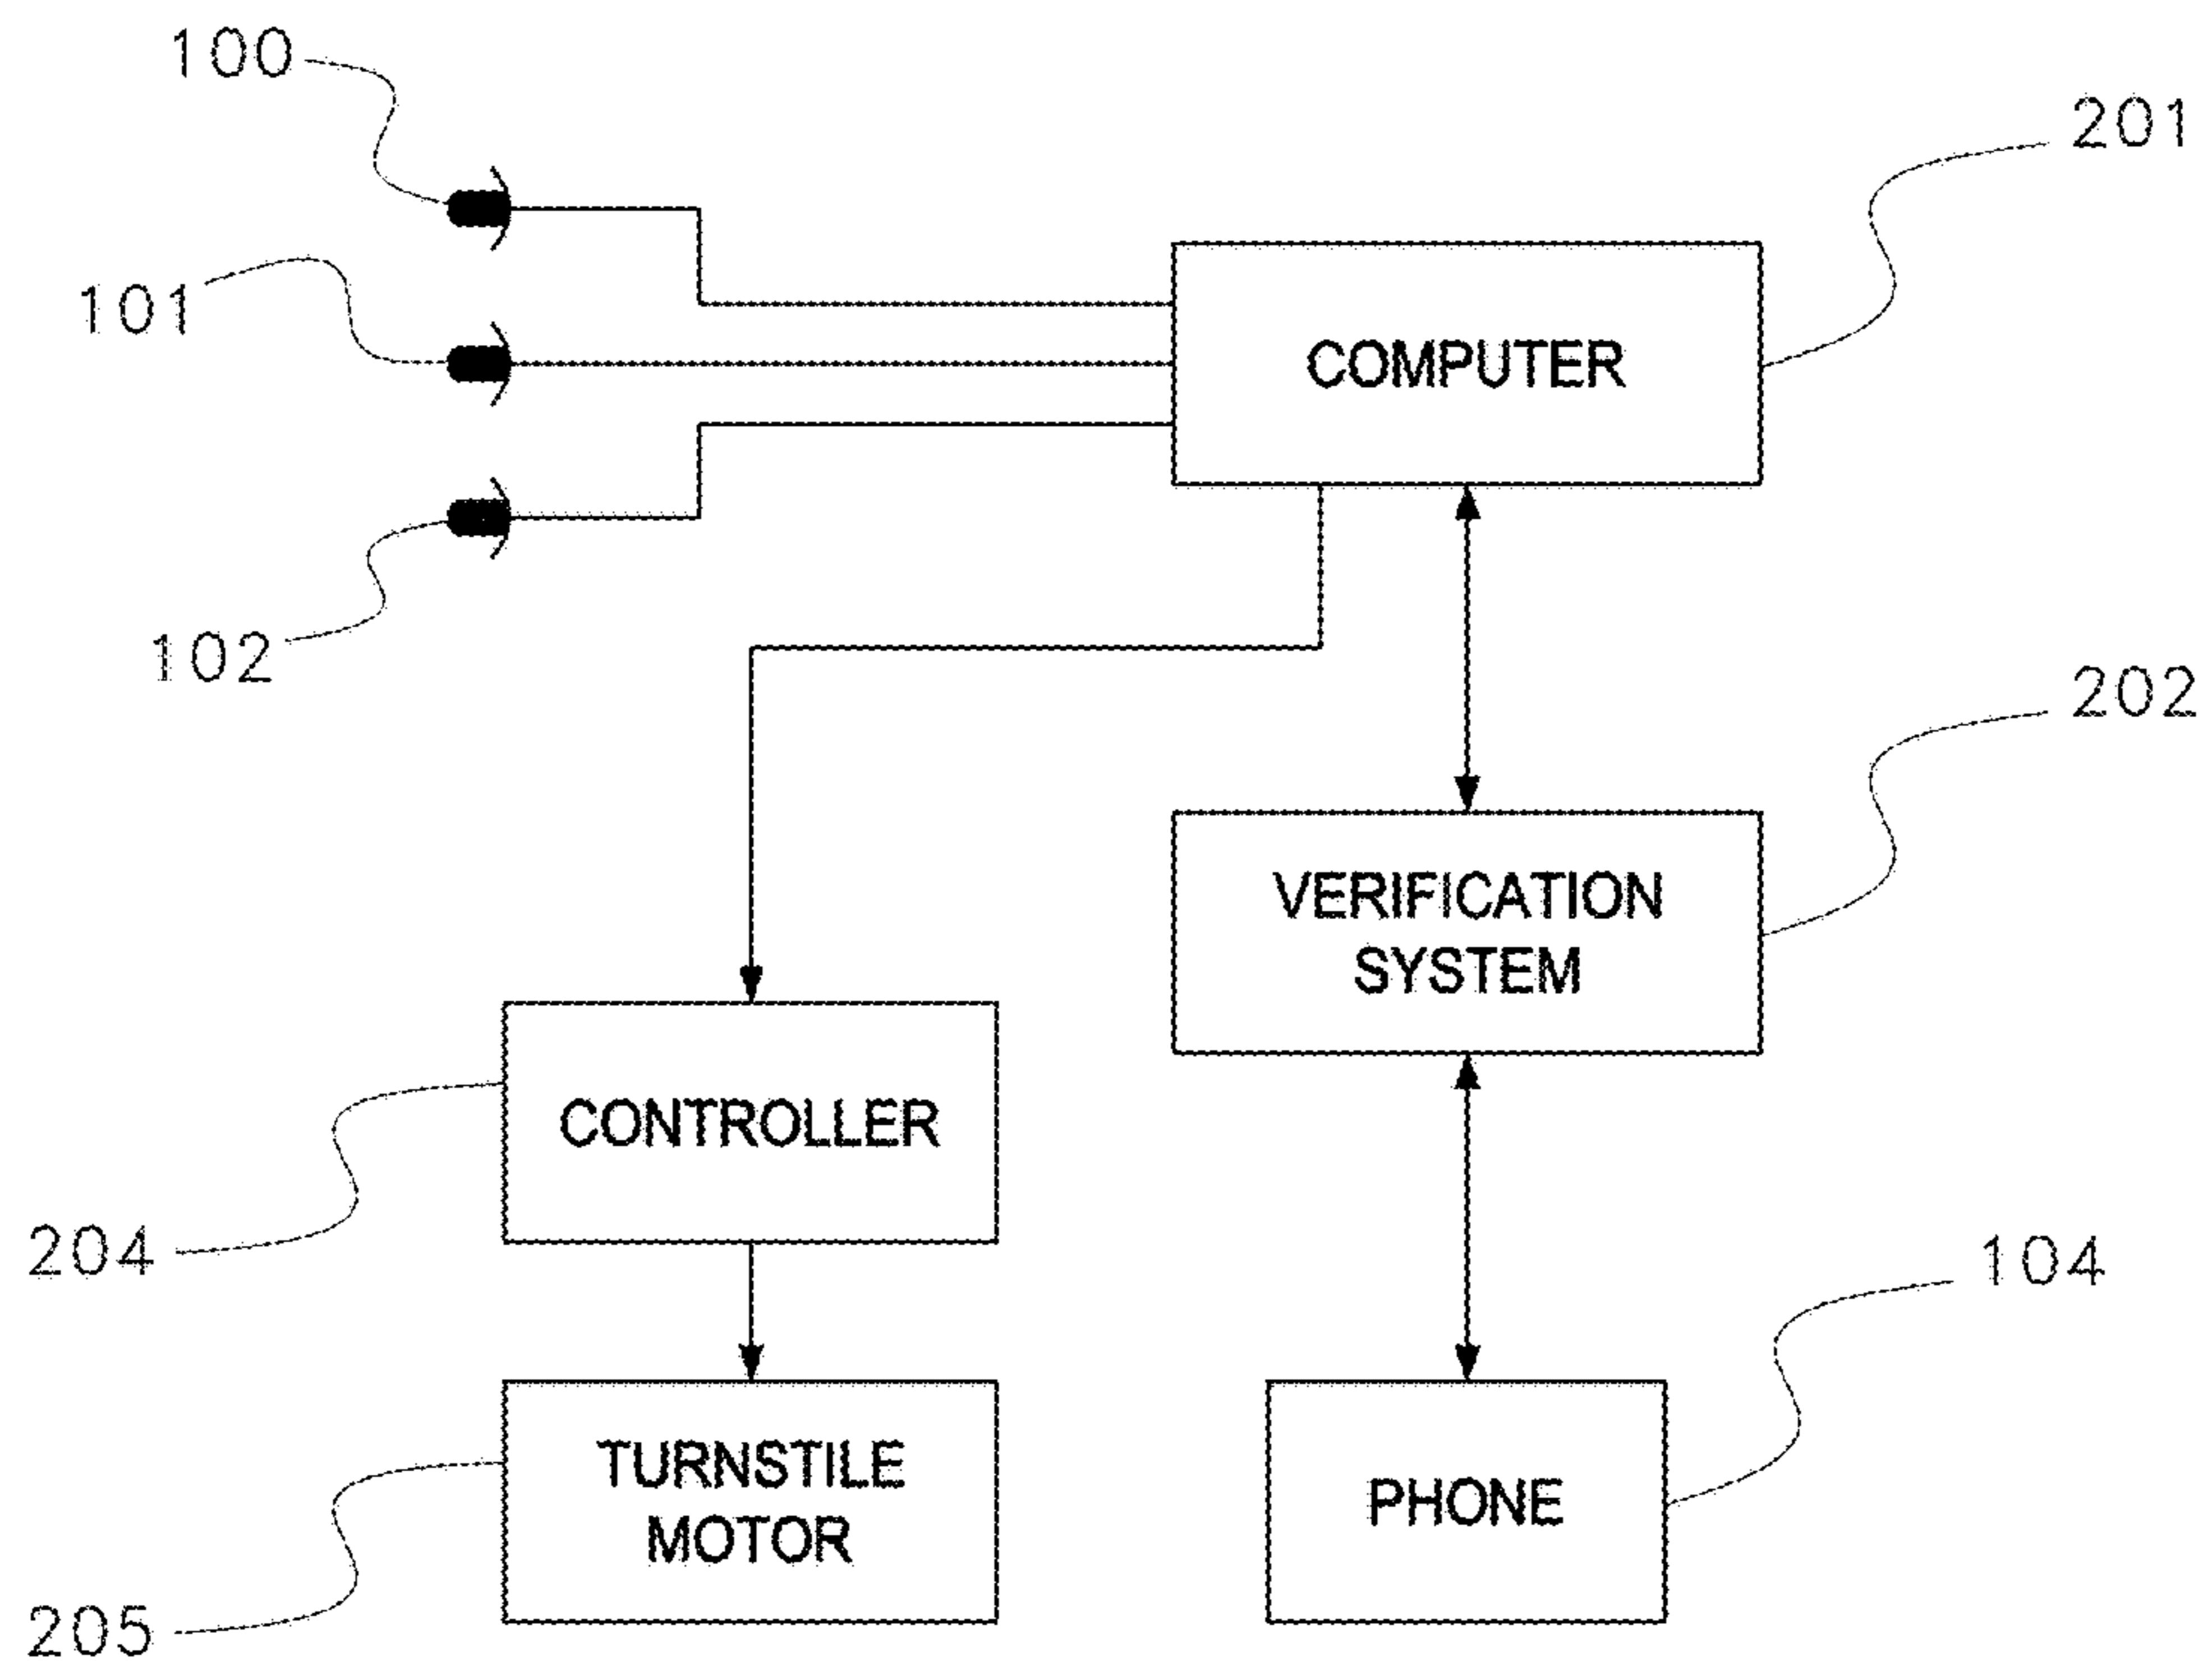 100
201
101
COMPUTER
102
202
VERIFICATION
SYSTEM
CONTROLLER
204
104
TURNSTILE
MOTOR
PHONE
205